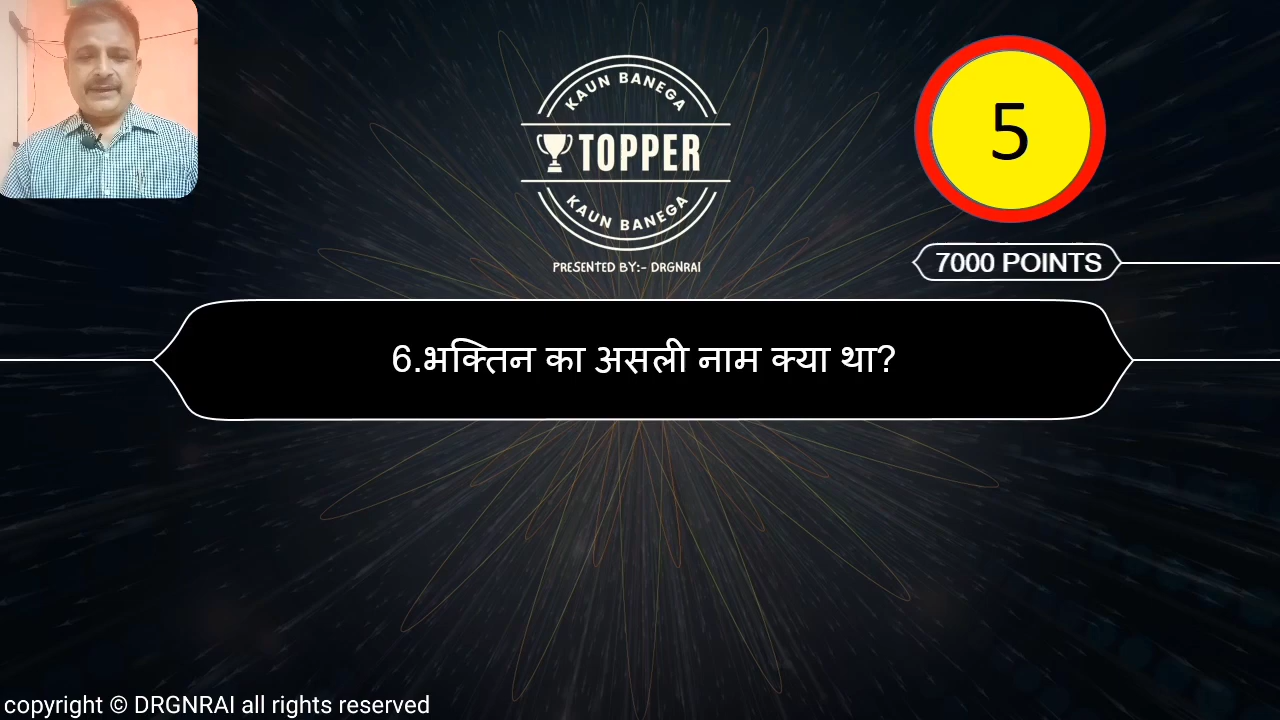 KAUN BANEGA
TOPPER
KAUN BANEGA
PRESENTED BY:- DRGNRAI
5
7000 POINTS
6.भक्तिन का असली नाम क्या था?
copyright © DRGNRAI all rights reserved